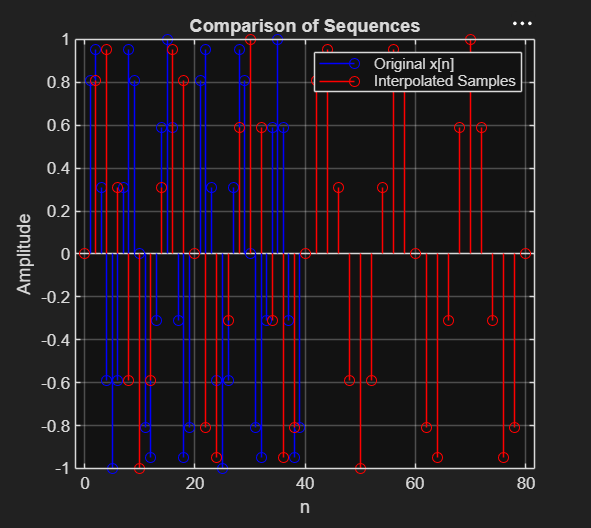 Comparison of Sequences
Original x[n]
Interpolated Samples
1
0.8
0.6
0.4
0.2
0
-0.2
-0.4
-0.6
-0.8
-1
Amplitude
0 20 40 60 80
n